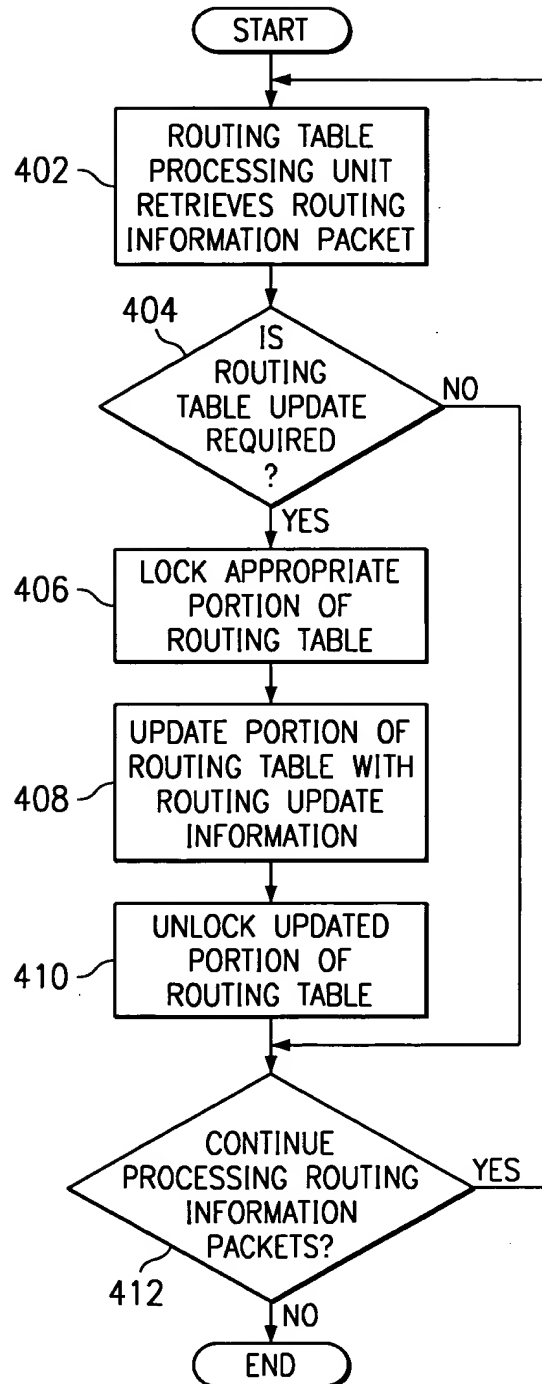 START
402
ROUTING TABLE
PROCESSING UNIT
RETRIEVES ROUTING
INFORMATION PACKET
404
IS
ROUTING
TABLE UPDATE
REQUIRED
?
NO
YES
406
LOCK APPROPRIATE
PORTION OF
ROUTING TABLE
408
UPDATE PORTION OF
ROUTING TABLE WITH
ROUTING UPDATE
INFORMATION
410
UNLOCK UPDATED
PORTION OF
ROUTING TABLE
CONTINUE
PROCESSING ROUTING
INFORMATION
PACKETS?
YES
412
NO
END